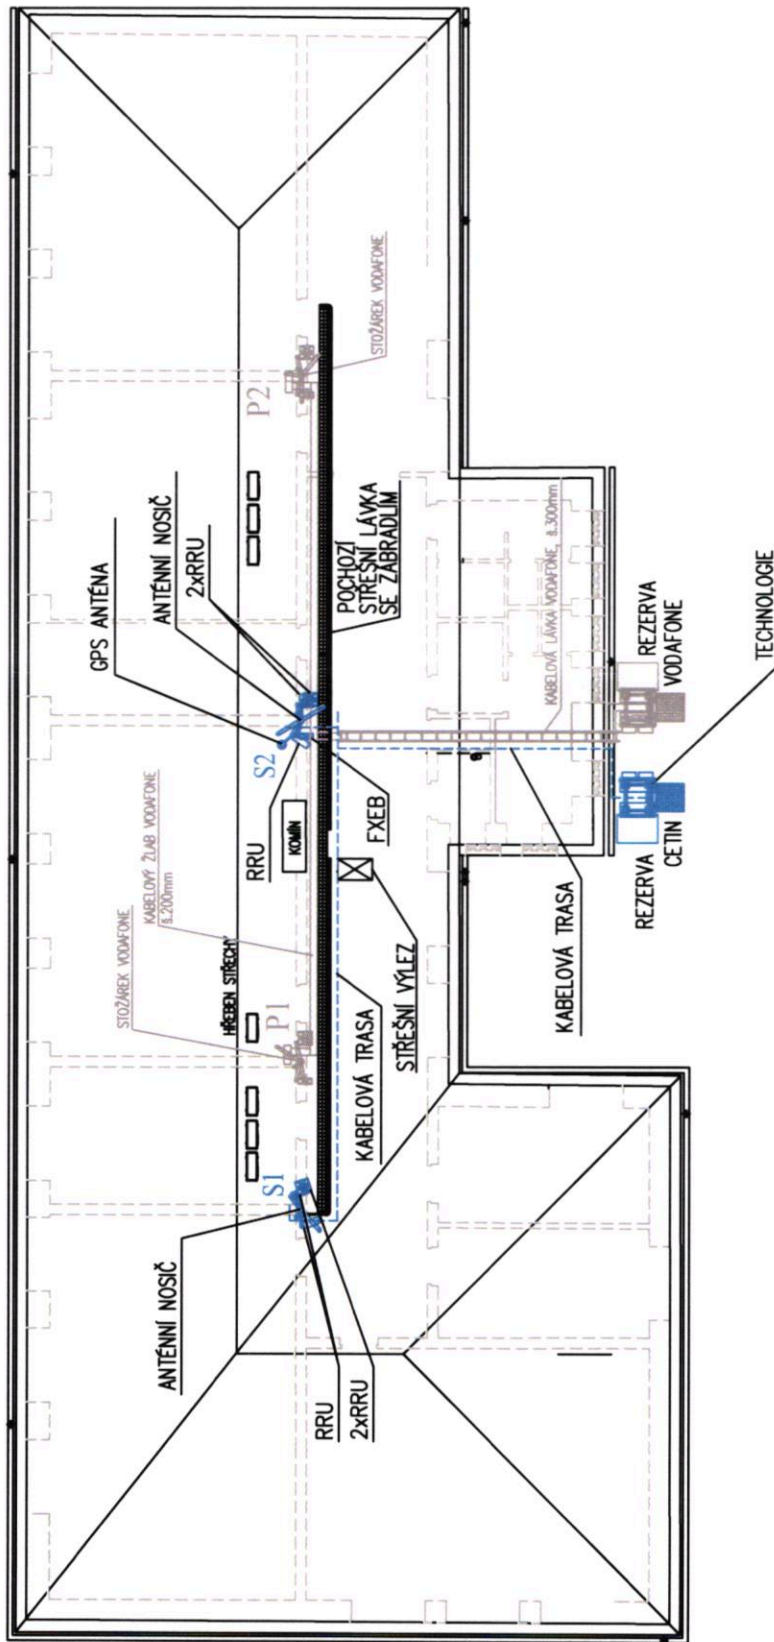 GPS ANTÉNA
ANTÉNNÍ NOSIČ
2xRRU
S2
P2
STOŽÁREK VODAFONE
RRU
KOMÍN
FXEB
POCHOZÍ
STŘEŠNÍ LÁVKA
SE ZÁBRADLÍM
STOŽÁREK VODAFONE
KABELOVÝ ŽLAB VODAFONE
š.200mm
HŘEBEN STŘECHY
P1
ANTÉNNÍ NOSIČ
S1
RRU
2xRRU
KABELOVÁ TRASA
STŘEŠNÍ VÝLEZ
KABELOVÁ LÁVKA VODAFONE, š.300mm
KABELOVÁ TRASA
REZERVA
CETIN
REZERVA
VODAFONE
TECHNOLOGIE